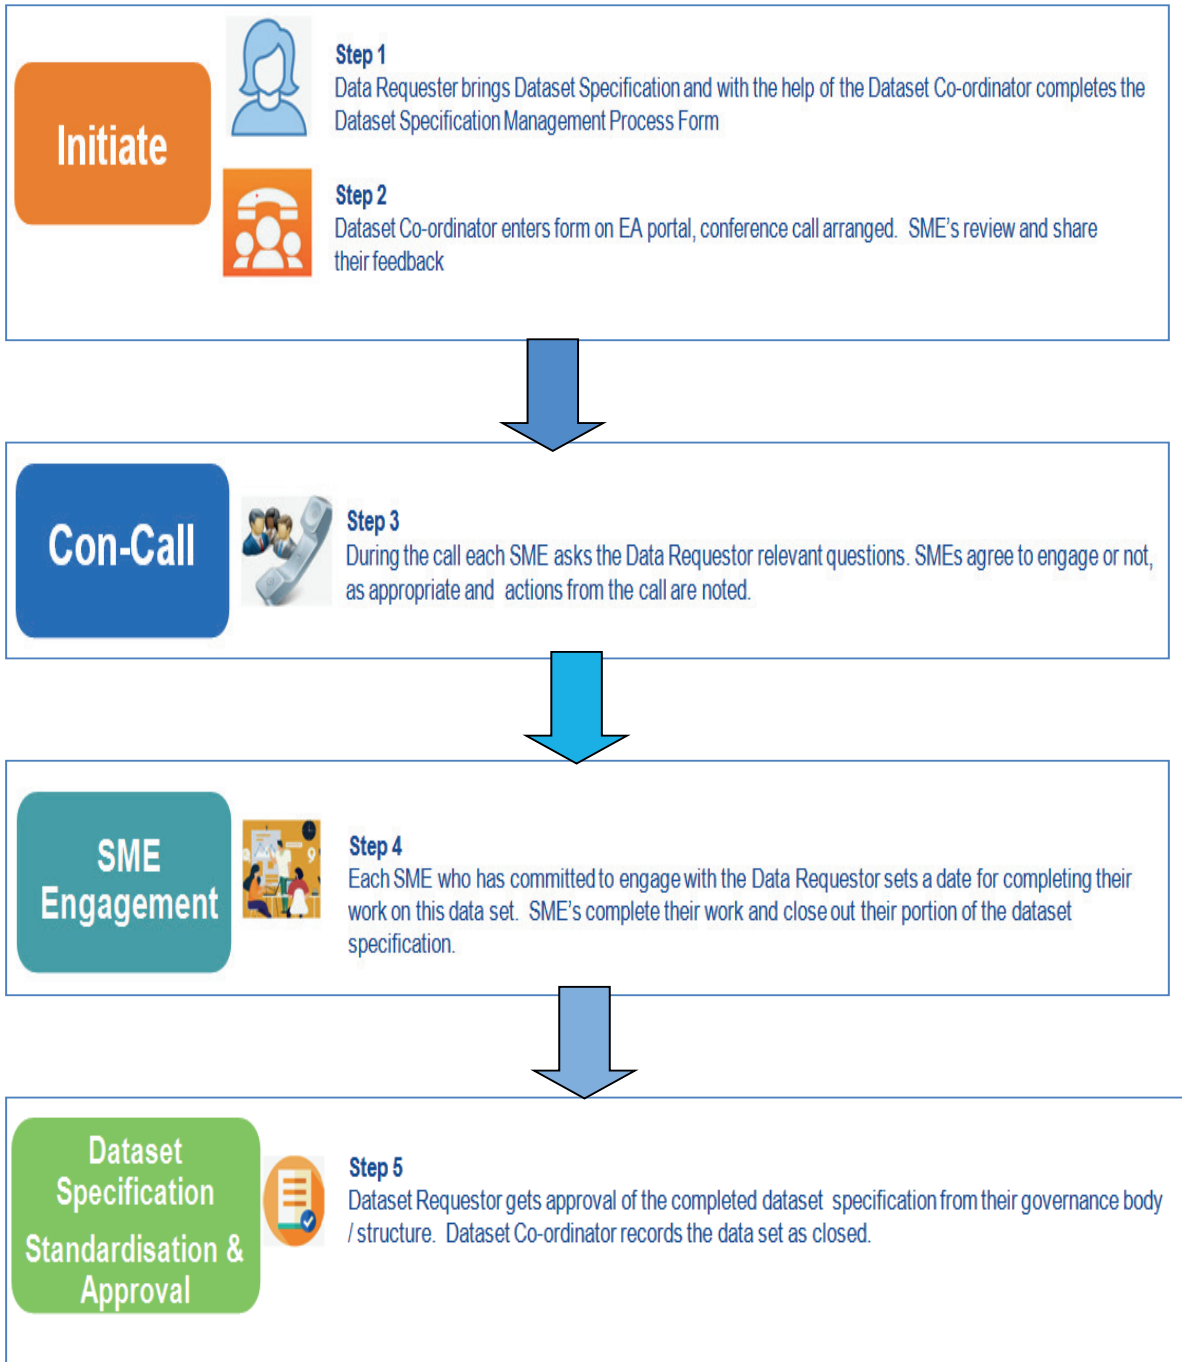 Initiate
Step 1
Data Requester brings Dataset Specification and with the help of the Dataset Co-ordinator completes the
Dataset Specification Management Process Form
Step 2
Dataset Co-ordinator enters form on EA portal, conference call arranged. SME's review and share
their feedback
Con-Call
Step 3
During the call each SME asks the Data Requestor relevant questions. SMEs agree to engage or not,
as appropriate and actions from the call are noted.
SME
Engagement
Step 4
Each SME who has committed to engage with the Data Requestor sets a date for completing their
work on this data set. SME's complete their work and close out their portion of the dataset
specification.
Dataset
Specification
Standardisation &
Approval
Step 5
Dataset Requestor gets approval of the completed dataset specification from their governance body
/ structure. Dataset Co-ordinator records the data set as closed.